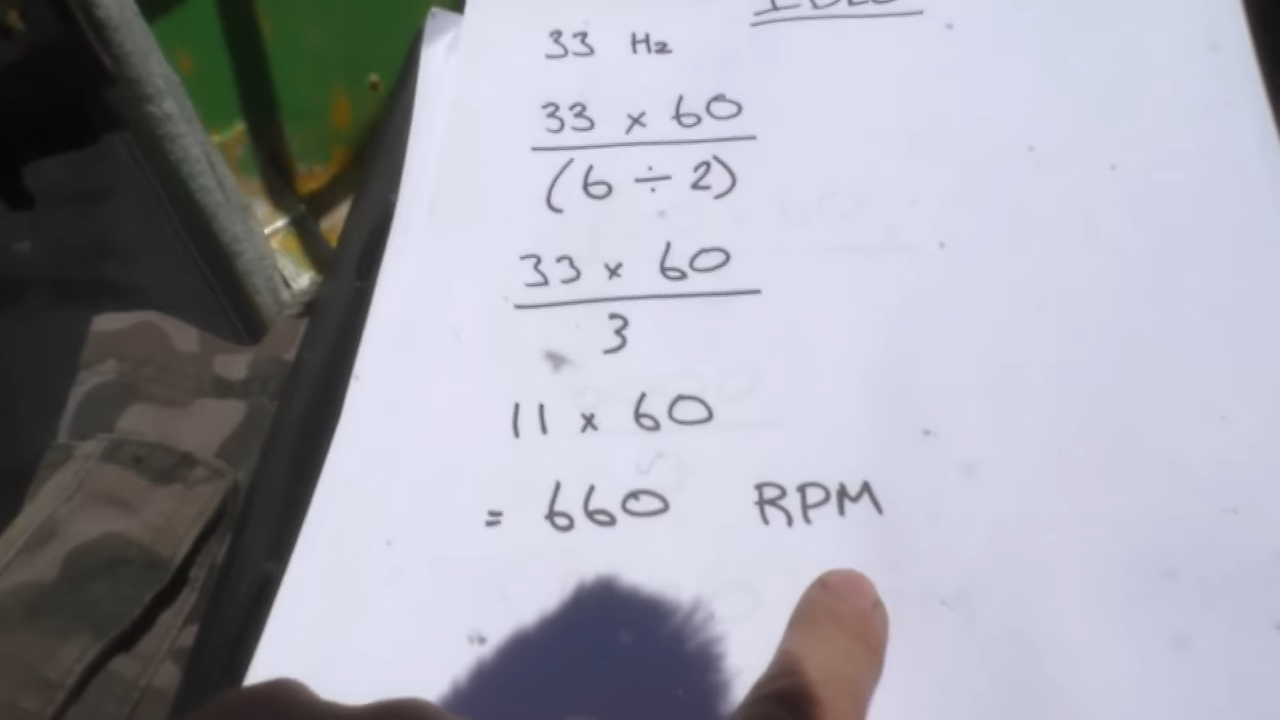 33 Hz
33 x 60
(6 ÷ 2)
33 x 60
3
11 x 60
= 660 RPM